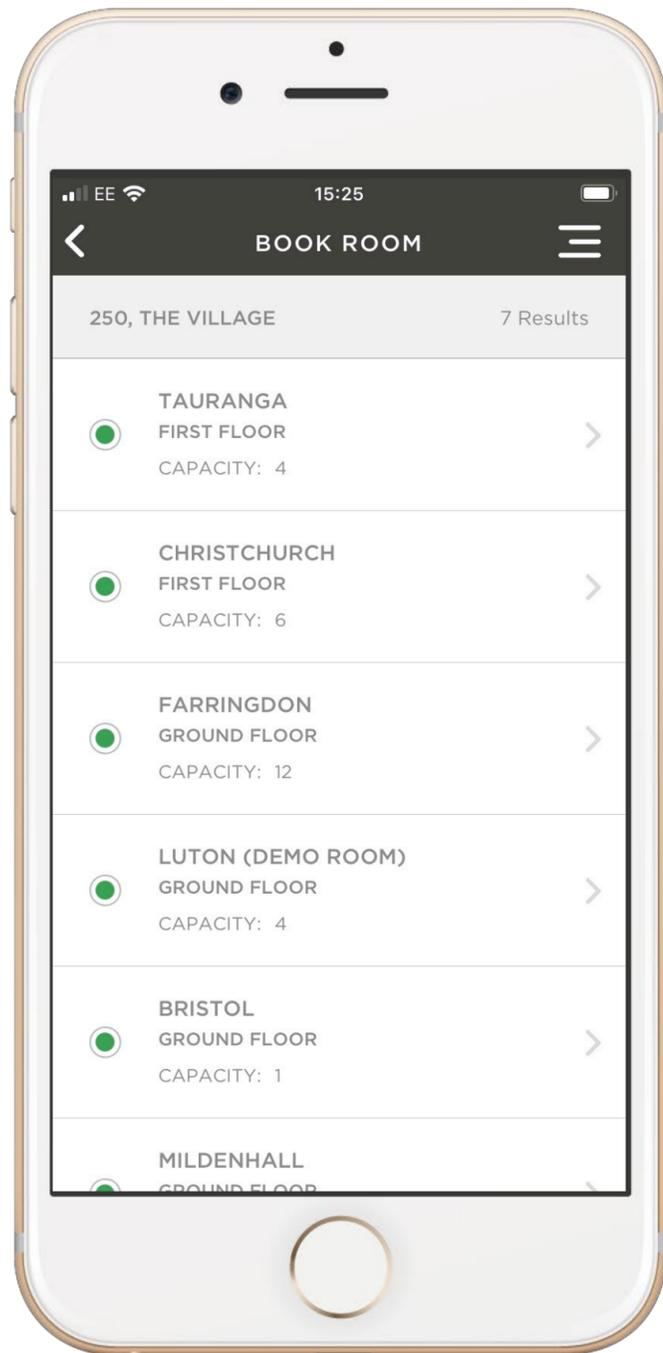 EE 15:25
BOOK ROOM
250, THE VILLAGE 7 Results
TAURANGA
FIRST FLOOR
CAPACITY: 4
CHRISTCHURCH
FIRST FLOOR
CAPACITY: 6
FARRINGDON
GROUND FLOOR
CAPACITY: 12
LUTON (DEMO ROOM)
GROUND FLOOR
CAPACITY: 4
BRISTOL
GROUND FLOOR
CAPACITY: 1
MILDENHALL
GROUND FLOOR